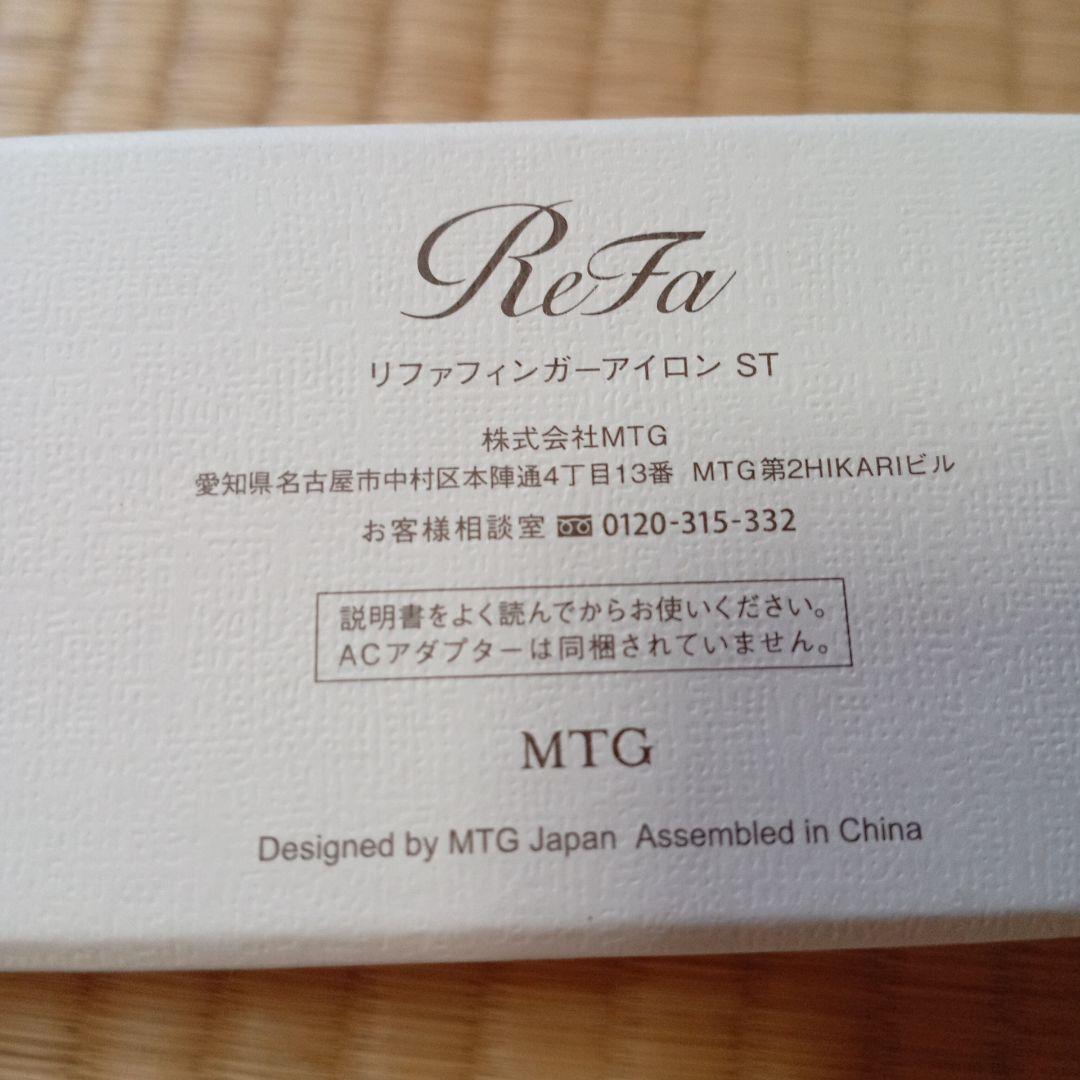 ReFa
リファフィンガーアイロン ST
株式会社MTG
愛知県名古屋市中村区本陣通4丁目13番 MTG第2HIKARIビル
お客様相談室 0120-315-332
説明書をよく読んでからお使いください。
ACアダプターは同梱されていません。
MTG
Designed by MTG Japan Assembled in China